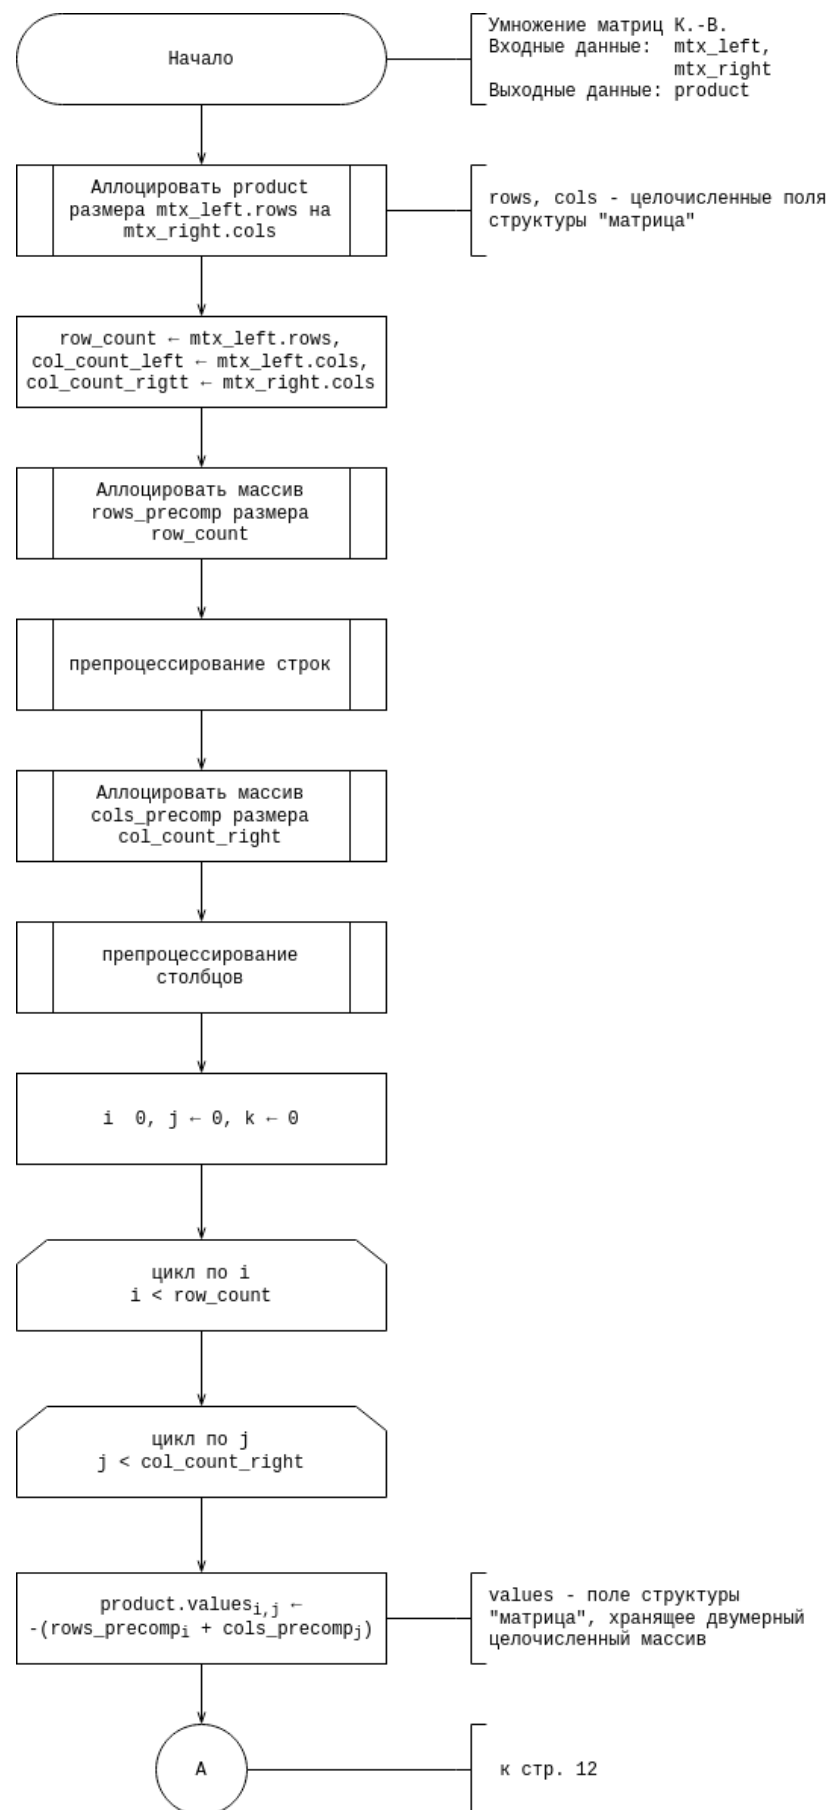 Начало
Умножение матриц К.-В.
Входные данные:  mtx_left,
mtx_right
Выходные данные: product
Аллоцировать product
размера mtx_left.rows на
mtx_right.cols
rows, cols - целочисленные поля
структуры "матрица"
row_count ← mtx_left.rows,
col_count_left ← mtx_left.cols,
col_count_rigtt ← mtx_right.cols
Аллоцировать массив
rows_precomp размера
row_count
препроцессирование строк
Аллоцировать массив
cols_precomp размера
col_count_right
препроцессирование
столбцов
i  0, j ← 0, k ← 0
цикл по i
i < row_count
цикл по j
j < col_count_right
product.values i,j ←
-(rows_precomp i + cols_precomp j)
values - поле структуры
"матрица", хранящее двумерный
целочисленный массив
A
к стр. 12